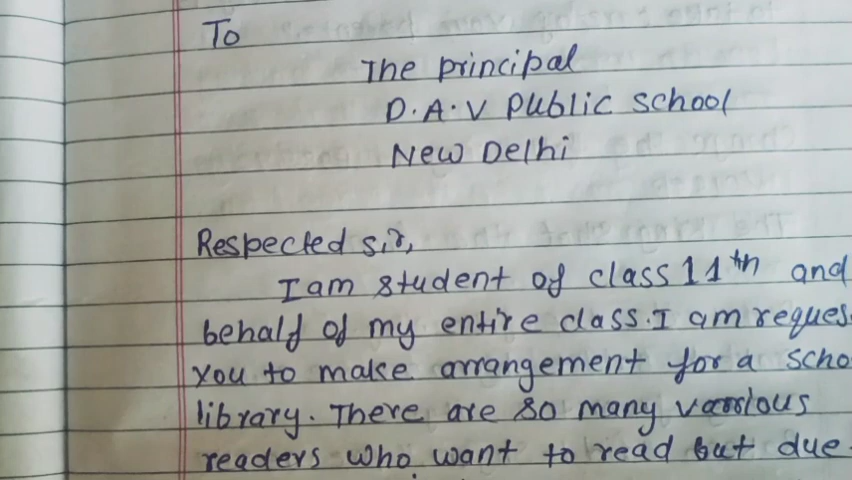 To
The principal
D.A.V public school
New Delhi
Respected sir,
I am student of class 11th and
behalf of my entire class. I am reques
you to make arrangement for a scho
library. There are so many various
readers who want to read but due